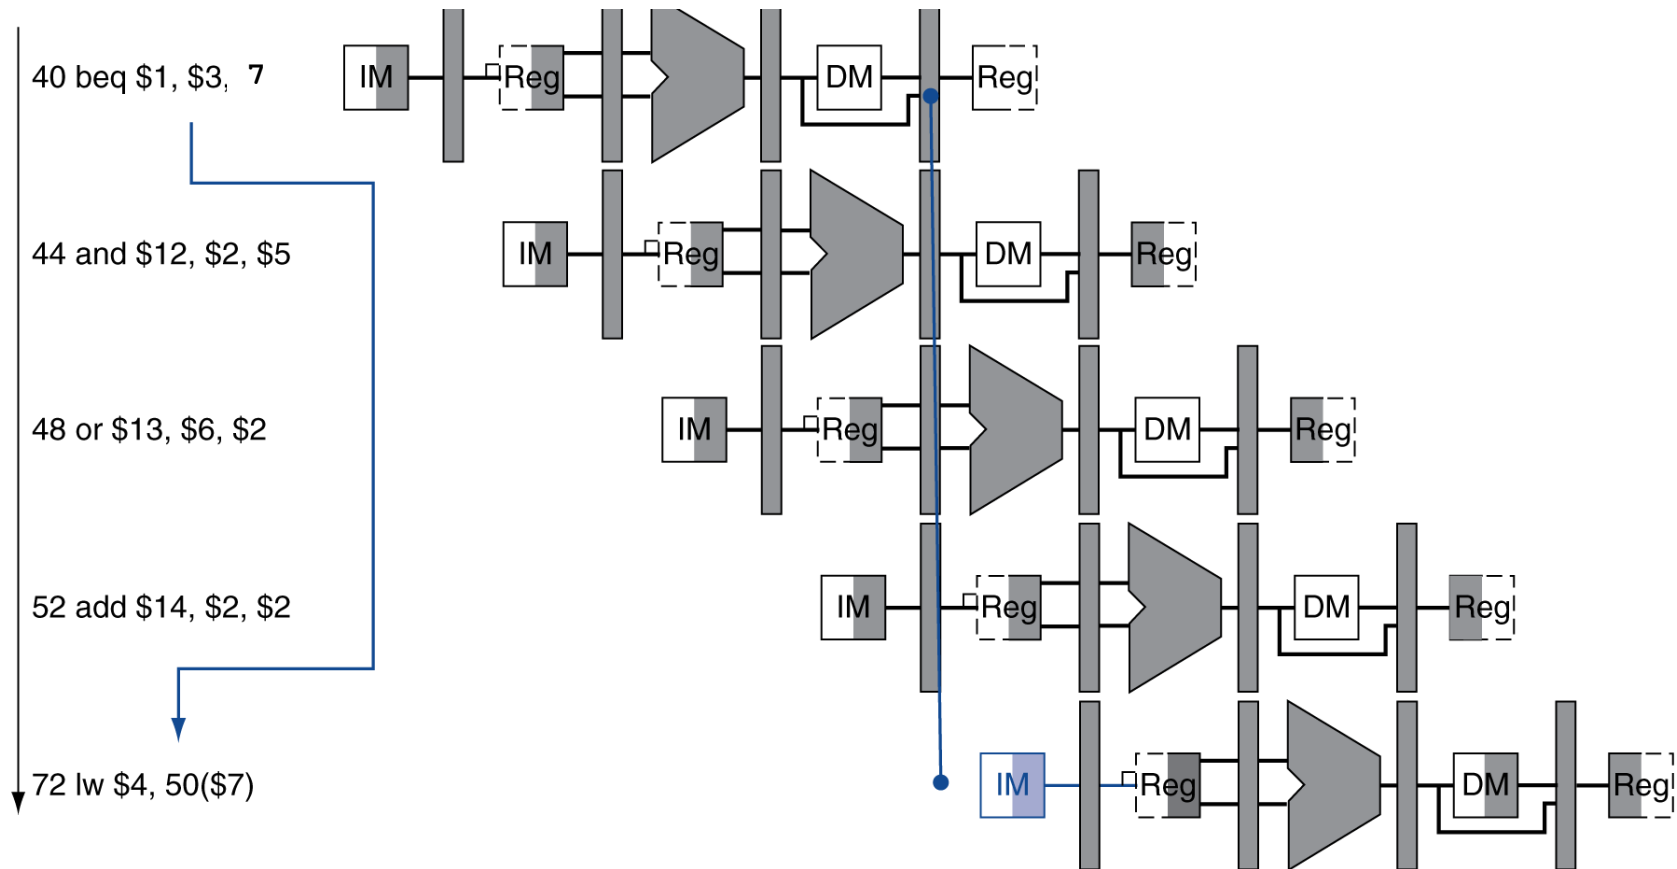 40 beq $1, $3, 7 IM Reg DM Reg
44 and $12, $2, $5 IM Reg DM Reg
48 or $13, $6, $2 IM Reg DM Reg
52 add $14, $2, $2 IM Reg DM Reg
72 lw $4, 50($7) IM Reg DM Reg